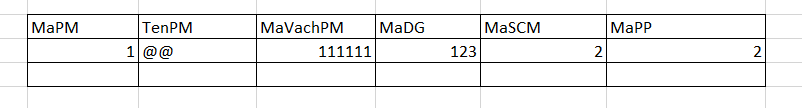 MaPM TenPM MaVachPM MaDG MaSCM MaPP
1 @@ 111111 123 2 2